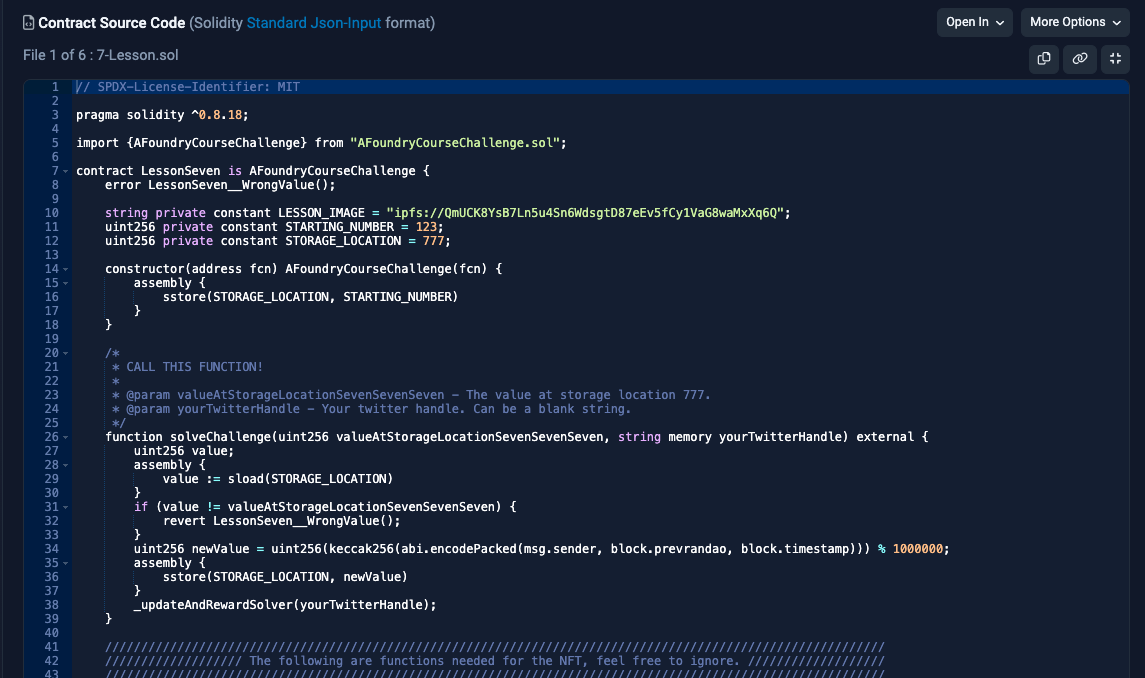 Contract Source Code (Solidity Standard Json-Input format)
Open In
More Options
File 1 of 6 : 7-Lesson.sol
1 // SPDX-License-Identifier: MIT
2
3 pragma solidity ^0.8.18;
4
5 import {AFoundryCourseChallenge} from "AFoundryCourseChallenge.sol";
6
7 contract LessonSeven is AFoundryCourseChallenge {
8     error LessonSeven__WrongValue();
9
10     string private constant LESSON_IMAGE = "ipfs://QmUCK8YsB7Ln5u4Sn6WdsgtD87eEv5fCy1VaG8waMxXq6Q";
11     uint256 private constant STARTING_NUMBER = 123;
12     uint256 private constant STORAGE_LOCATION = 777;
13
14     constructor(address fcn) AFoundryCourseChallenge(fcn) {
15         assembly {
16             sstore(STORAGE_LOCATION, STARTING_NUMBER)
17         }
18     }
19
20     /*
21      * CALL THIS FUNCTION!
22      *
23      * @param valueAtStorageLocationSevenSevenSeven - The value at storage location 777.
24      * @param yourTwitterHandle - Your twitter handle. Can be a blank string.
25      */
26     function solveChallenge(uint256 valueAtStorageLocationSevenSevenSeven, string memory yourTwitterHandle) external {
27         uint256 value;
28         assembly {
29             value := sload(STORAGE_LOCATION)
30         }
31         if (value != valueAtStorageLocationSevenSevenSeven) {
32             revert LessonSeven__WrongValue();
33         }
34         uint256 newValue = uint256(keccak256(abi.encodePacked(msg.sender, block.prevrandao, block.timestamp))) % 1000000;
35         assembly {
36             sstore(STORAGE_LOCATION, newValue)
37         }
38         _updateAndRewardSolver(yourTwitterHandle);
39     }
40
41     ////////////////////////////////////////////////////////////////////////////////////////////////////////////
42     /////////////////// The following are functions needed for the NFT, feel free to ignore. ///////////////////
43     ////////////////////////////////////////////////////////////////////////////////////////////////////////////